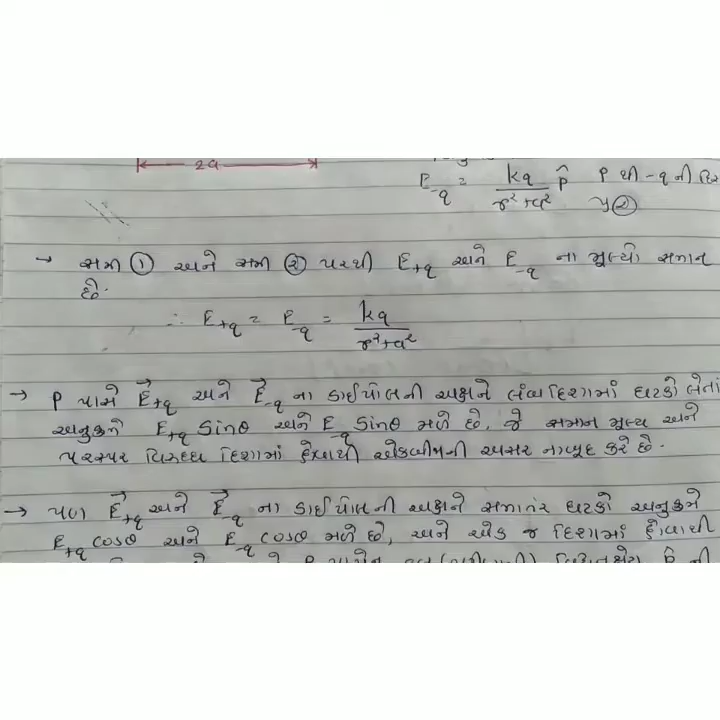 2a
E₋q = kq/(r²+a²) p̂ P થી -q ની દિ
→ સમી ① અને સમી ② પરથી E₊q અને E₋q ના મૂલ્યો સમાન
છે.
∴ E₊q = E₋q = kq/(r²+a²)
→ P પાસે E⃗₊q અને E⃗₋q ના ડાઈપોલની અક્ષને લંબ દિશામાં ઘટકો લેતાં
અનુક્રમે E₊q Sinθ અને E₋q Sinθ મળે છે, જે સમાન મૂલ્ય અને
પરસ્પર વિરુધ્ધ દિશામાં હોવાથી એકબીજાની અસર નાબૂદ કરે છે.
→ પણ E⃗₊q અને E⃗₋q ના ડાઈપોલ ની અક્ષને સમાતંર ઘટકો અનુક્રમે
E₊q cosθ અને E₋q cosθ મળે છે, અને એક જ દિશામાં હોવાથી